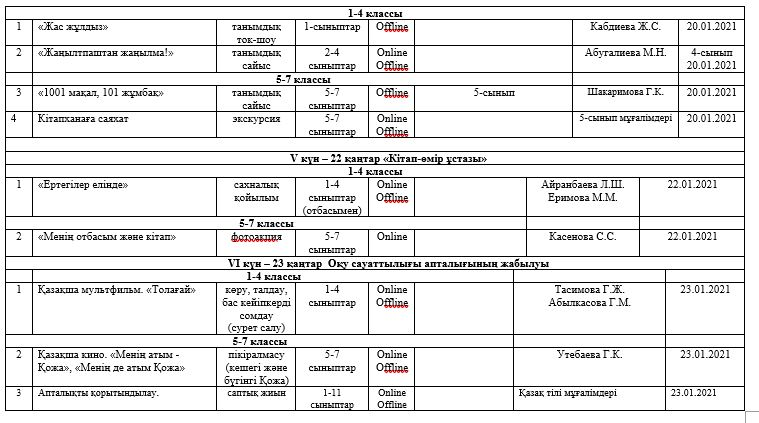 1-4 классы
1 «Жас жұлдыз» танымдық ток-шоу 1-сыныптар Offline Кабдиева Ж.С. 20.01.2021
2 «Жаңылтпаштан жаңылма!» танымдық сайыс 2-4 сыныптар Online Offline Абугалиева М.Н. 4-сынып 20.01.2021
5-7 классы
3 «1001 мақал, 101 жұмбақ» танымдық сайыс 5-7 сыныптар Offline 5-сынып Шакаримова Г.К. 20.01.2021
4 Кітапханаға саяхат экскурсия 5-7 сыныптар Online Offline 5-сынып мұғалімдері 20.01.2021
V күн – 22 қаңтар «Кітап-өмір ұстазы»
1-4 классы
1 «Ертегілер елінде» сахналық қойылым 1-4 сыныптар (отбасымен) Online Offline Айранбаева Л.Ш. Еримова М.М. 22.01.2021
5-7 классы
2 «Менің отбасым және кітап» фотоакция 5-7 сыныптар Online Касенова С.С. 22.01.2021
VI күн – 23 қаңтар Оқу сауаттылығы апталығының жабылуы
1-4 классы
1 Қазақша мультфильм. «Толағай» көру, талдау, бас кейіпкерді сомдау (сурет салу) 1-4 сыныптар Online Offline Тасимова Г.Ж. Абылкасова Г.М. 23.01.2021
5-7 классы
2 Қазақша кино. «Менің атым - Қожа», «Менің де атым Қожа» пікіралмасу (кешегі және бүгінгі Қожа) 5-7 сыныптар Online Offline Утебаева Г.К. 23.01.2021
3 Апталықты қорытындылау. саптық жиын 1-11 сыныптар Online Offline Қазақ тілі мұғалімдері 23.01.2021